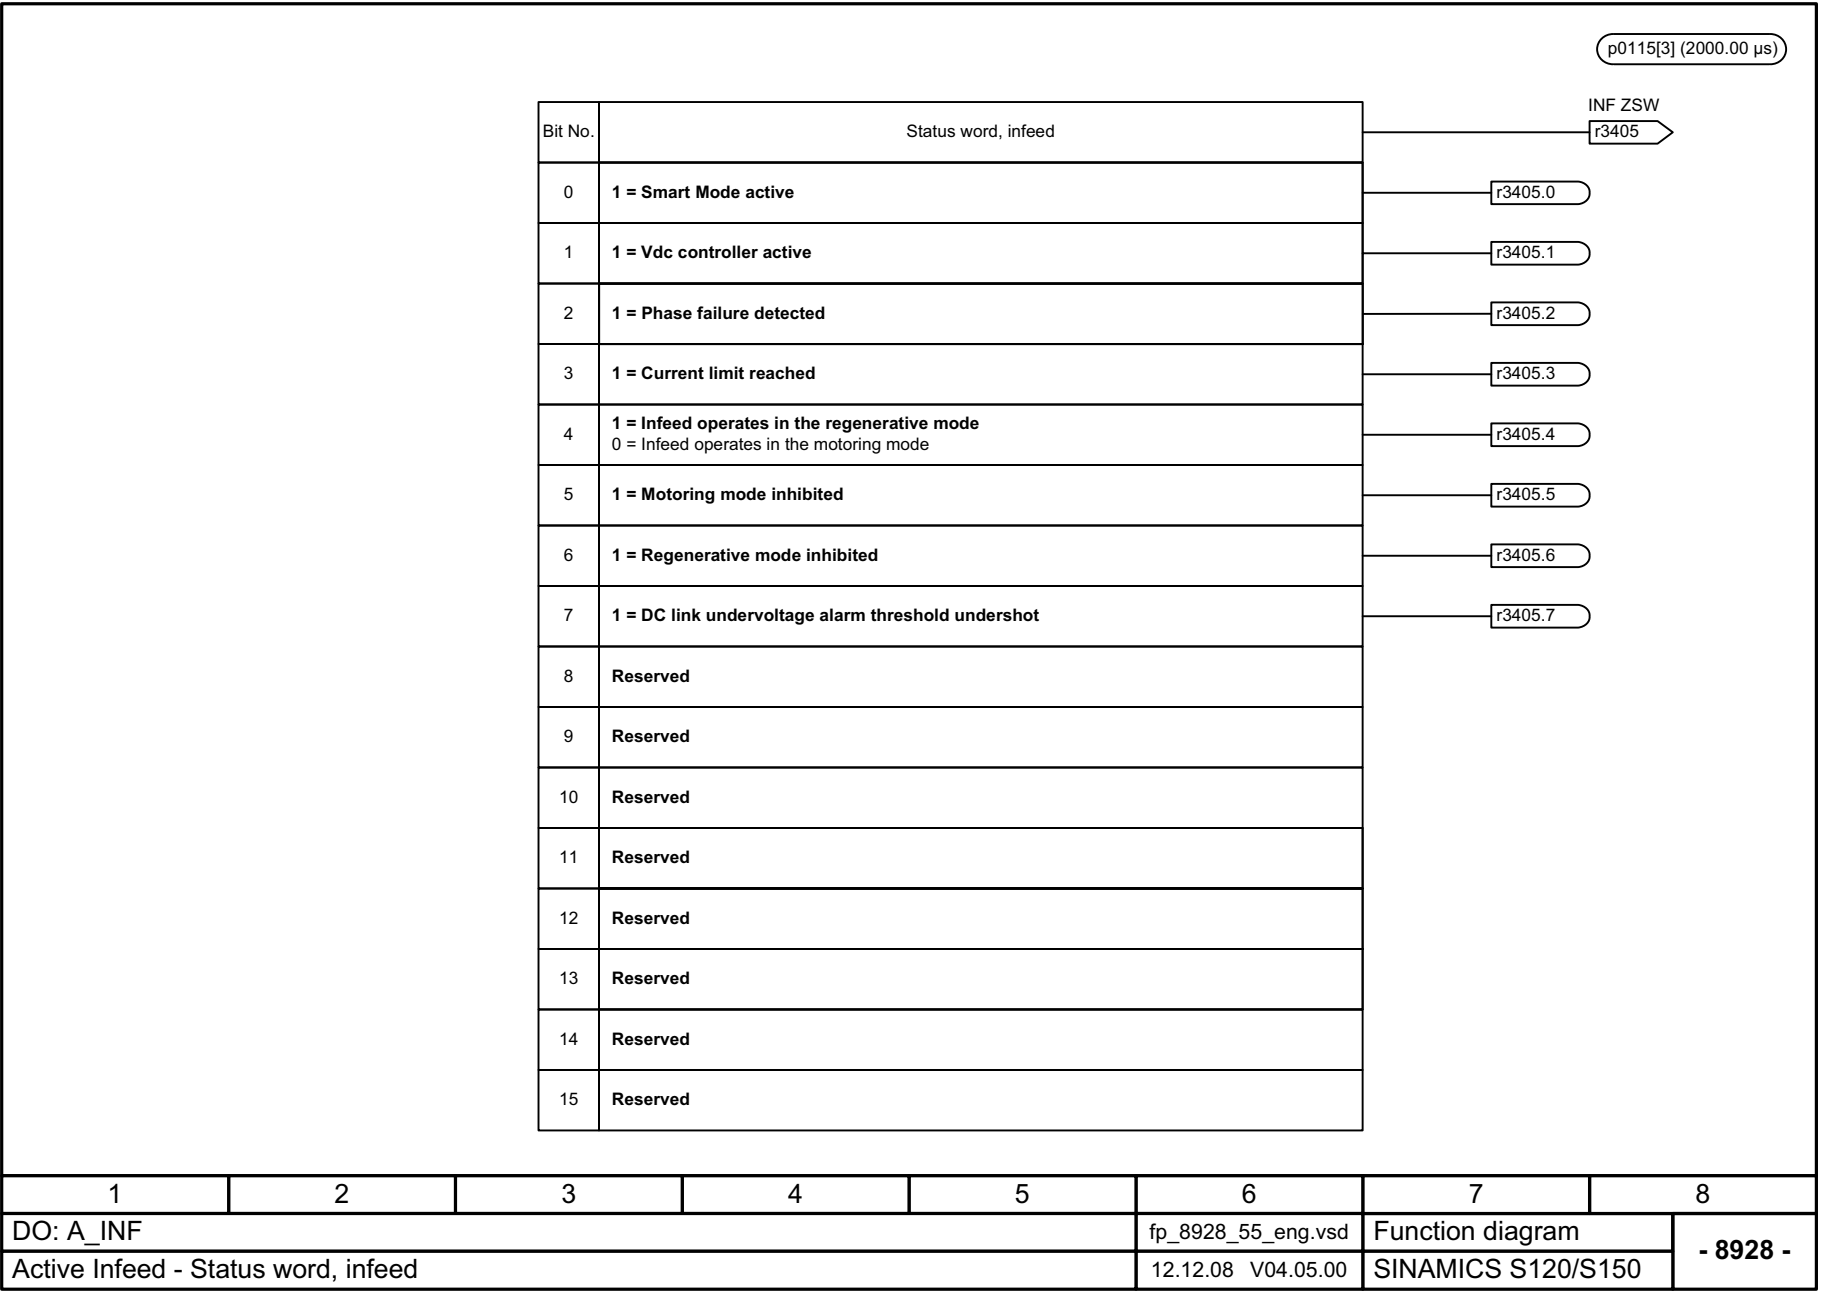 p0115[3] (2000.00 µs)
INF ZSW
Bit No. Status word, infeed r3405
0 1 = Smart Mode active r3405.0
1 1 = Vdc controller active r3405.1
2 1 = Phase failure detected r3405.2
3 1 = Current limit reached r3405.3
4 1 = Infeed operates in the regenerative mode
0 = Infeed operates in the motoring mode r3405.4
5 1 = Motoring mode inhibited r3405.5
6 1 = Regenerative mode inhibited r3405.6
7 1 = DC link undervoltage alarm threshold undershot r3405.7
8 Reserved
9 Reserved
10 Reserved
11 Reserved
12 Reserved
13 Reserved
14 Reserved
15 Reserved
1 2 3 4 5 6 7 8
DO: A_INF fp_8928_55_eng.vsd Function diagram
- 8928 -
Active Infeed - Status word, infeed 12.12.08 V04.05.00 SINAMICS S120/S150